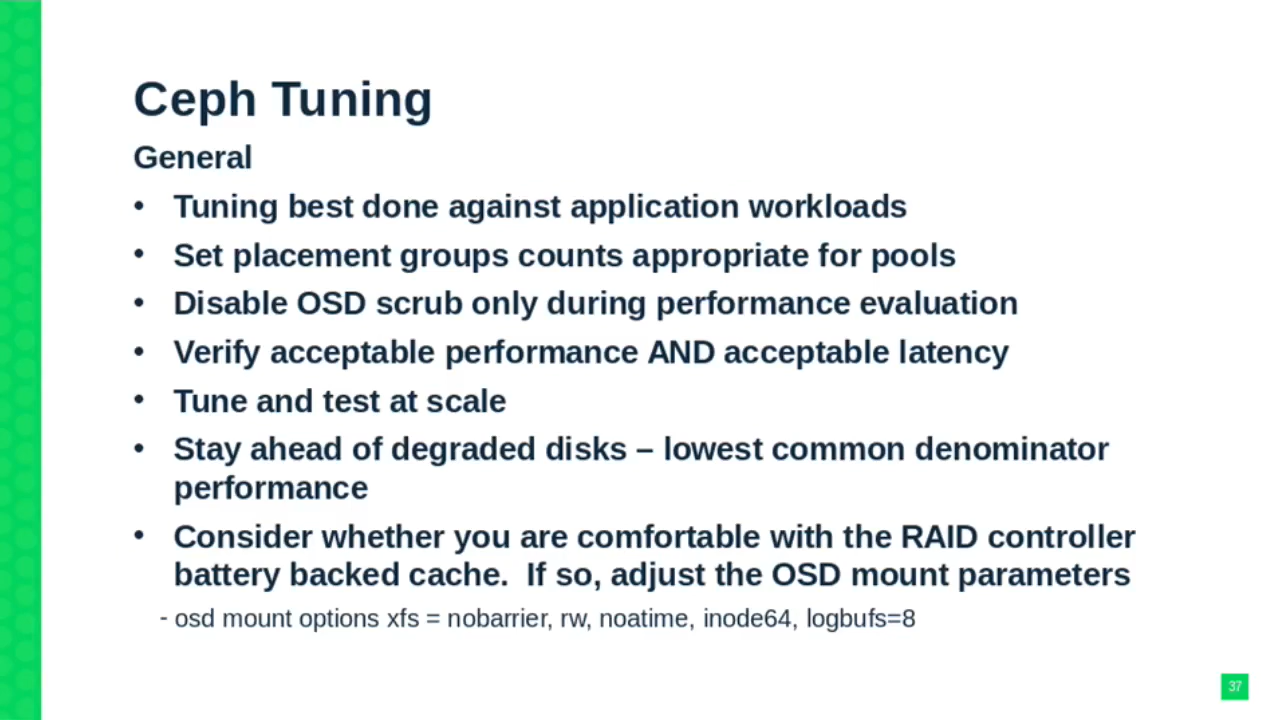 Ceph Tuning
General
• Tuning best done against application workloads
• Set placement groups counts appropriate for pools
• Disable OSD scrub only during performance evaluation
• Verify acceptable performance AND acceptable latency
• Tune and test at scale
• Stay ahead of degraded disks – lowest common denominator
performance
• Consider whether you are comfortable with the RAID controller
battery backed cache.  If so, adjust the OSD mount parameters
- osd mount options xfs = nobarrier, rw, noatime, inode64, logbufs=8
37